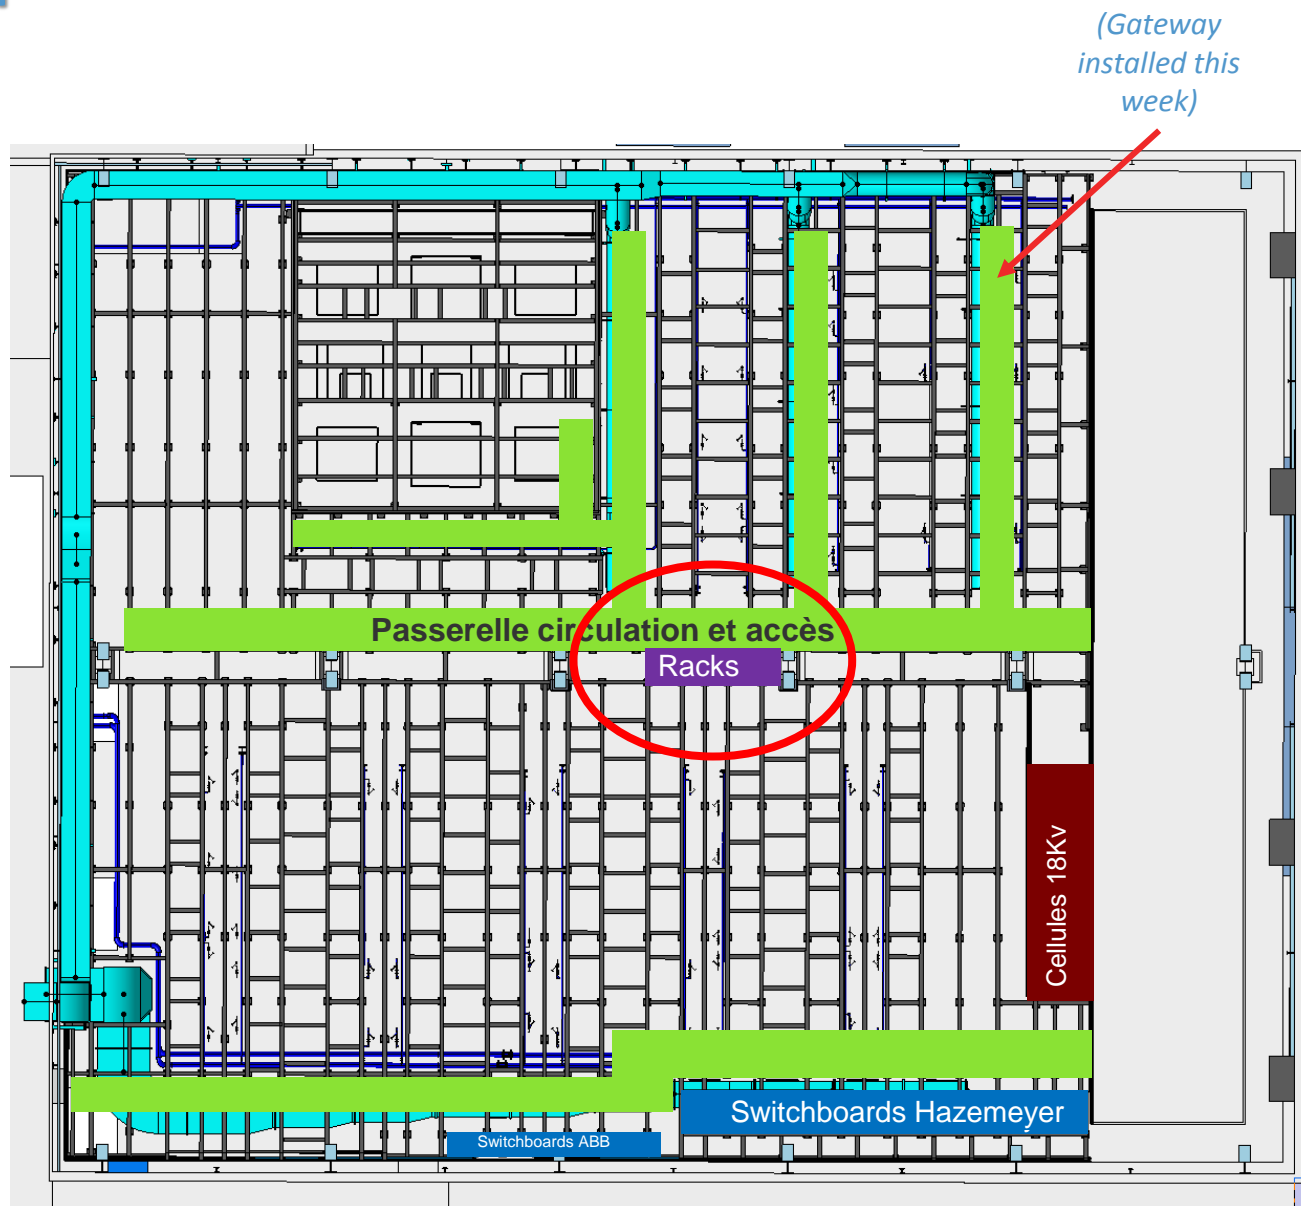 (Gateway
installed this
week)
Passerelle circulation et accès
Racks
Cellules 18Kv
Switchboards Hazemeyer
Switchboards ABB